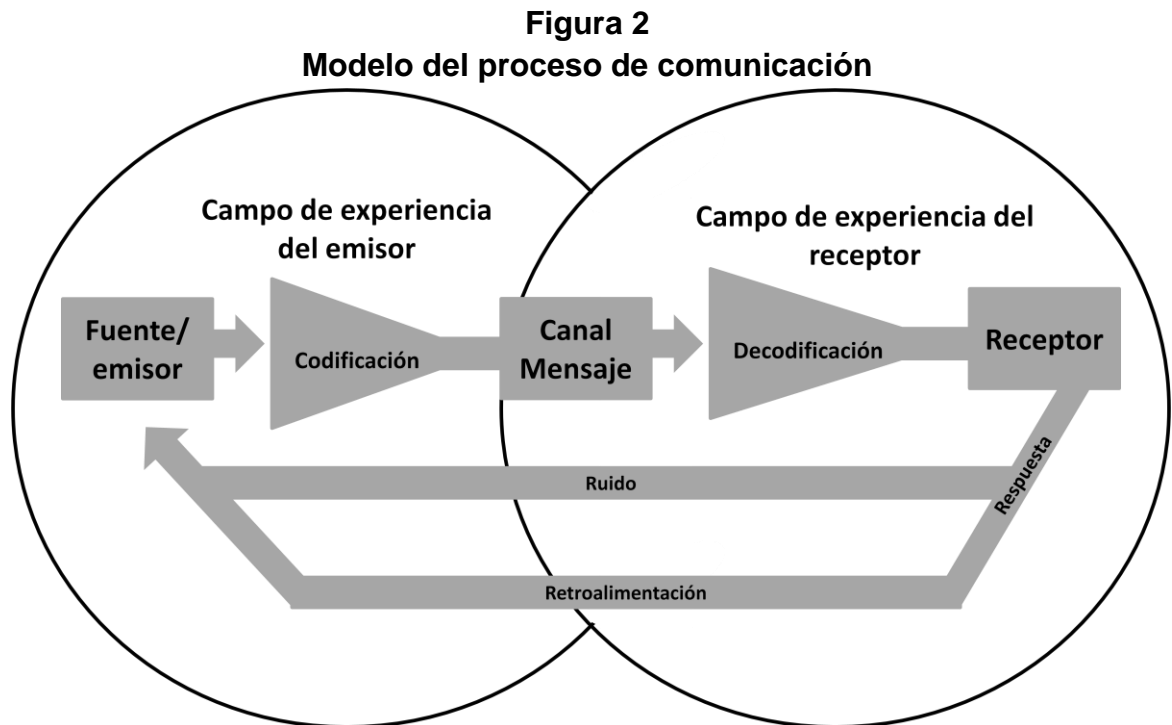 Figura 2
Modelo del proceso de comunicación
Campo de experiencia
del emisor
Campo de experiencia del
receptor
Fuente/
emisor
Codificación
Canal
Mensaje
Decodificación
Receptor
Respuesta
Ruido
Retroalimentación